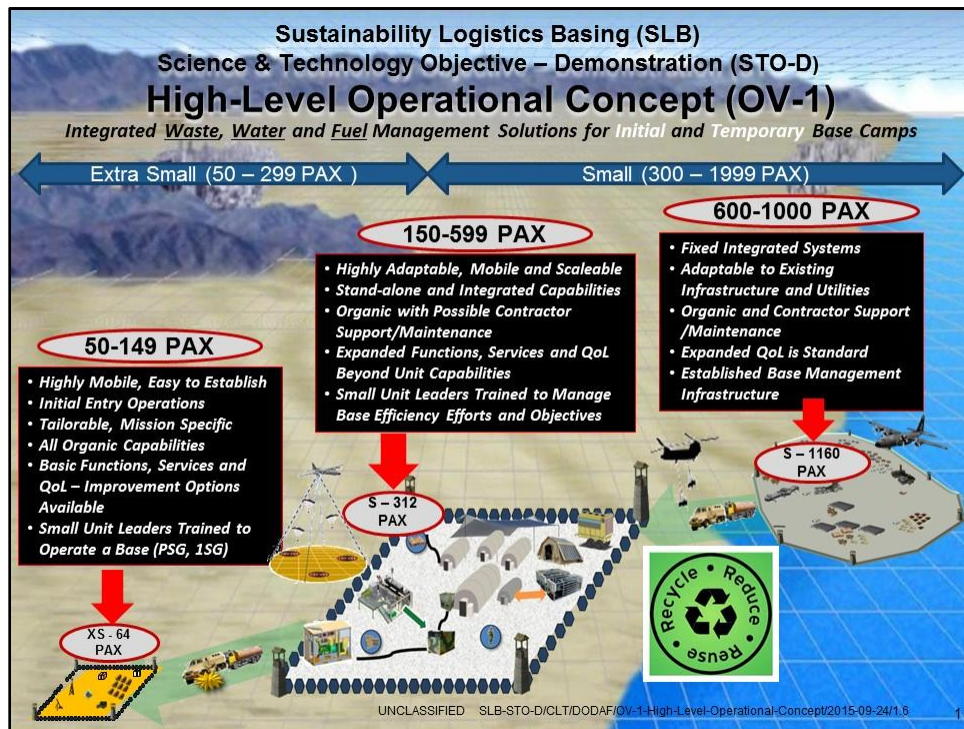 Sustainability Logistics Basing (SLB)
Science & Technology Objective – Demonstration (STO-D)
High-Level Operational Concept (OV-1)
Integrated Waste, Water and Fuel Management Solutions for Initial and Temporary Base Camps
Extra Small (50 – 299 PAX )
Small (300 – 1999 PAX)
50-149 PAX
• Highly Mobile, Easy to Establish
• Initial Entry Operations
• Tailorable, Mission Specific
• All Organic Capabilities
• Basic Functions, Services and
QoL – Improvement Options
Available
• Small Unit Leaders Trained to
Operate a Base (PSG, 1SG)
XS - 64
PAX
150-599 PAX
• Highly Adaptable, Mobile and Scaleable
• Stand-alone and Integrated Capabilities
• Organic with Possible Contractor
Support/Maintenance
• Expanded Functions, Services and QoL
Beyond Unit Capabilities
• Small Unit Leaders Trained to Manage
Base Efficiency Efforts and Objectives
S – 312
PAX
600-1000 PAX
• Fixed Integrated Systems
• Adaptable to Existing
Infrastructure and Utilities
• Organic and Contractor Support
/Maintenance
• Expanded QoL is Standard
• Established Base Management
Infrastructure
S – 1160
PAX
Recycle • Reduce • Reuse •
UNCLASSIFIED SLB-STO-D/CLT/DODAF/OV-1-High-Level-Operational-Concept/2015-09-24/1.6
1